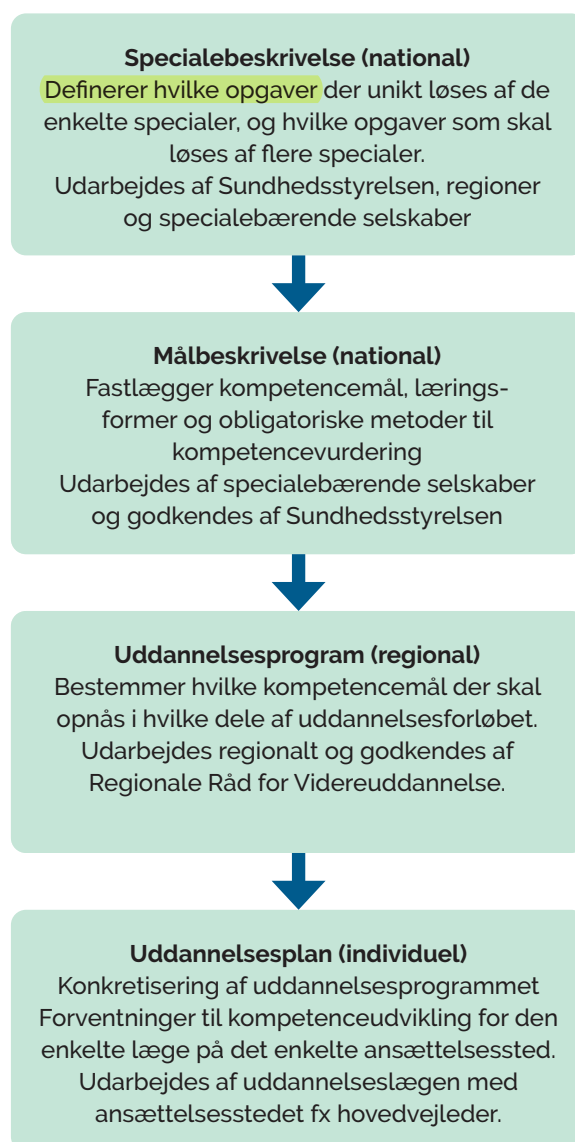 Specialebeskrivelse (national)
Definerer hvilke opgaver der unikt løses af de
enkelte specialer, og hvilke opgaver som skal
løses af flere specialer.
Udarbejdes af Sundhedsstyrelsen, regioner
og specialebærende selskaber
Målbeskrivelse (national)
Fastlægger kompetencemål, lærings-
former og obligatoriske metoder til
kompetencevurdering
Udarbejdes af specialebærende selskaber
og godkendes af Sundhedsstyrelsen
Uddannelsesprogram (regional)
Bestemmer hvilke kompetencemål der skal
opnås i hvilke dele af uddannelsesforløbet.
Udarbejdes regionalt og godkendes af
Regionale Råd for Videreuddannelse.
Uddannelsesplan (individuel)
Konkretisering af uddannelsesprogrammet
Forventninger til kompetenceudvikling for den
enkelte læge på det enkelte ansættelsessted.
Udarbejdes af uddannelseslægen med
ansættelsesstedet fx hovedvejleder.